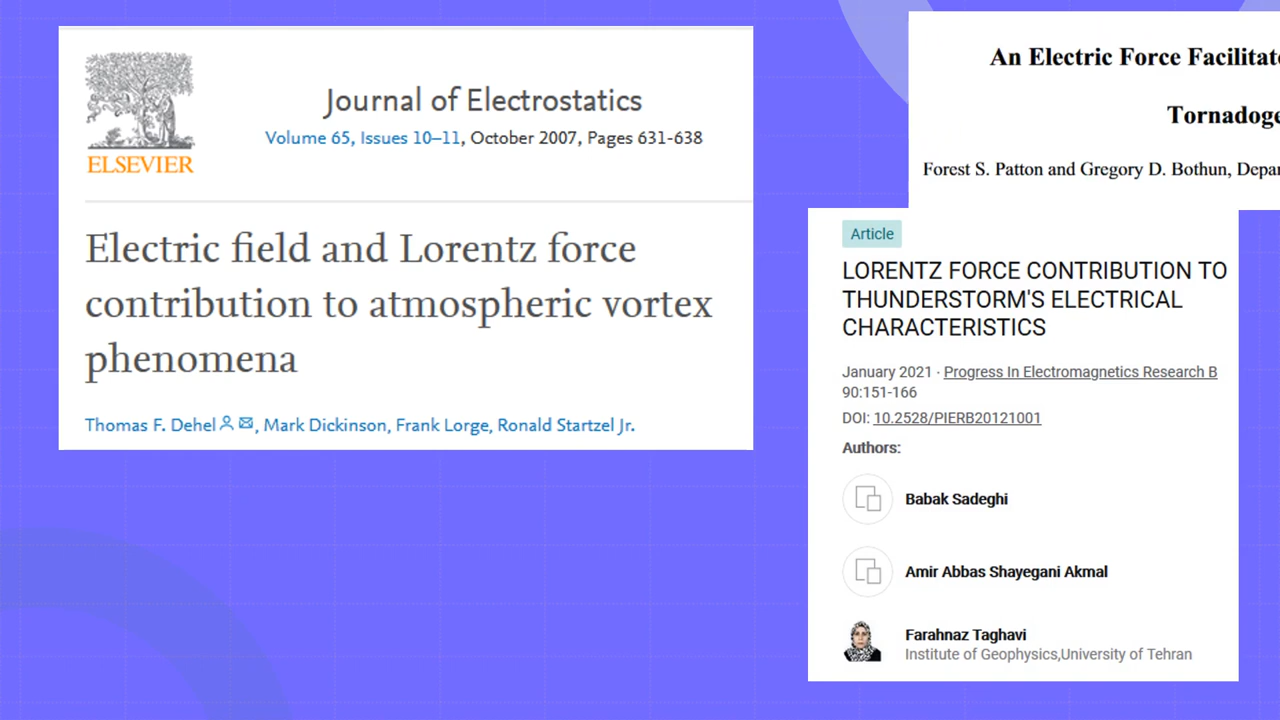 ELSEVIER
Journal of Electrostatics
Volume 65, Issues 10–11, October 2007, Pages 631-638
Electric field and Lorentz force
contribution to atmospheric vortex
phenomena
Thomas F. Dehel, Mark Dickinson, Frank Lorge, Ronald Startzel Jr.
An Electric Force Facilitat
Tornadoge
Forest S. Patton and Gregory D. Bothun, Depar
Article
LORENTZ FORCE CONTRIBUTION TO
THUNDERSTORM'S ELECTRICAL
CHARACTERISTICS
January 2021 · Progress In Electromagnetics Research B
90:151-166
DOI: 10.2528/PIERB20121001
Authors:
Babak Sadeghi
Amir Abbas Shayegani Akmal
Farahnaz Taghavi
Institute of Geophysics,University of Tehran